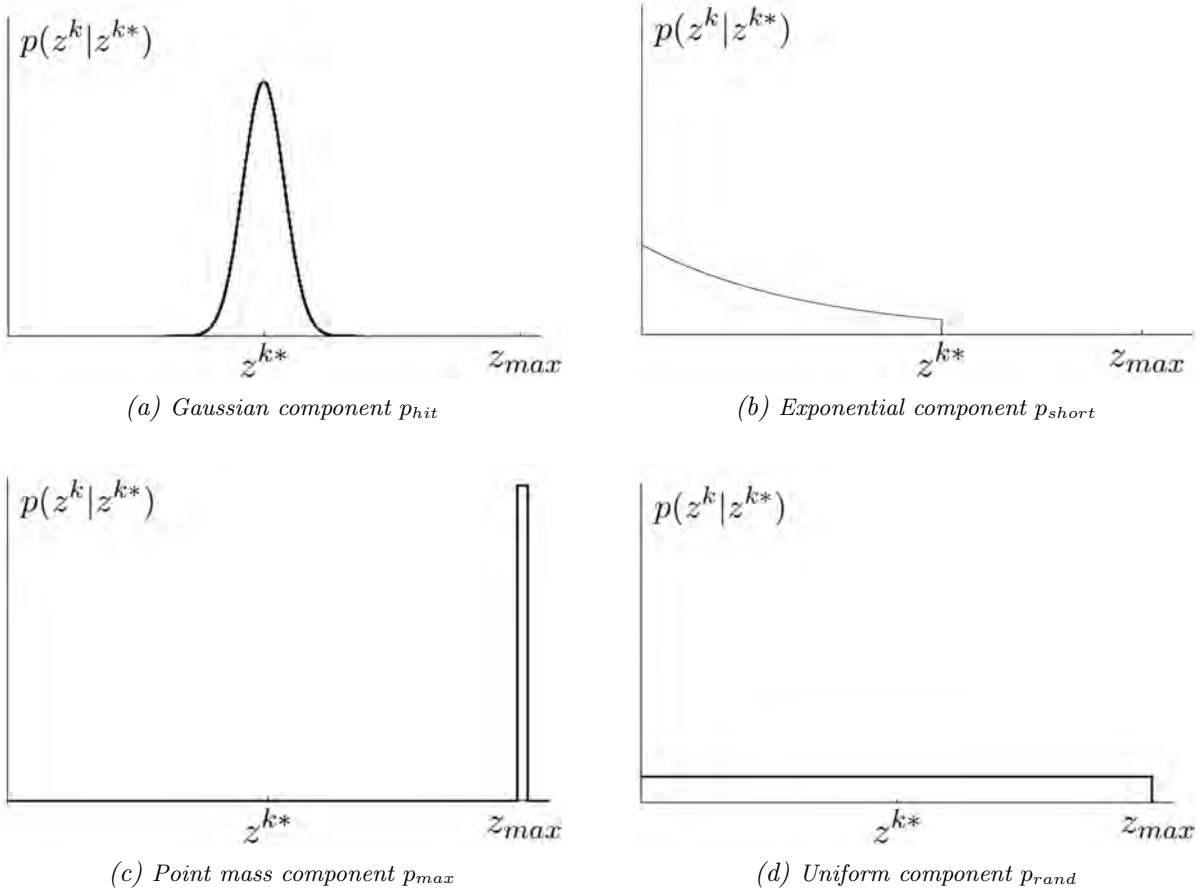 p(z^k|z^{k*})
z^{k*}
z_{max}
(a) Gaussian component p_{hit}
p(z^k|z^{k*})
z^{k*}
z_{max}
(b) Exponential component p_{short}
p(z^k|z^{k*})
z^{k*}
z_{max}
(c) Point mass component p_{max}
p(z^k|z^{k*})
z^{k*}
z_{max}
(d) Uniform component p_{rand}